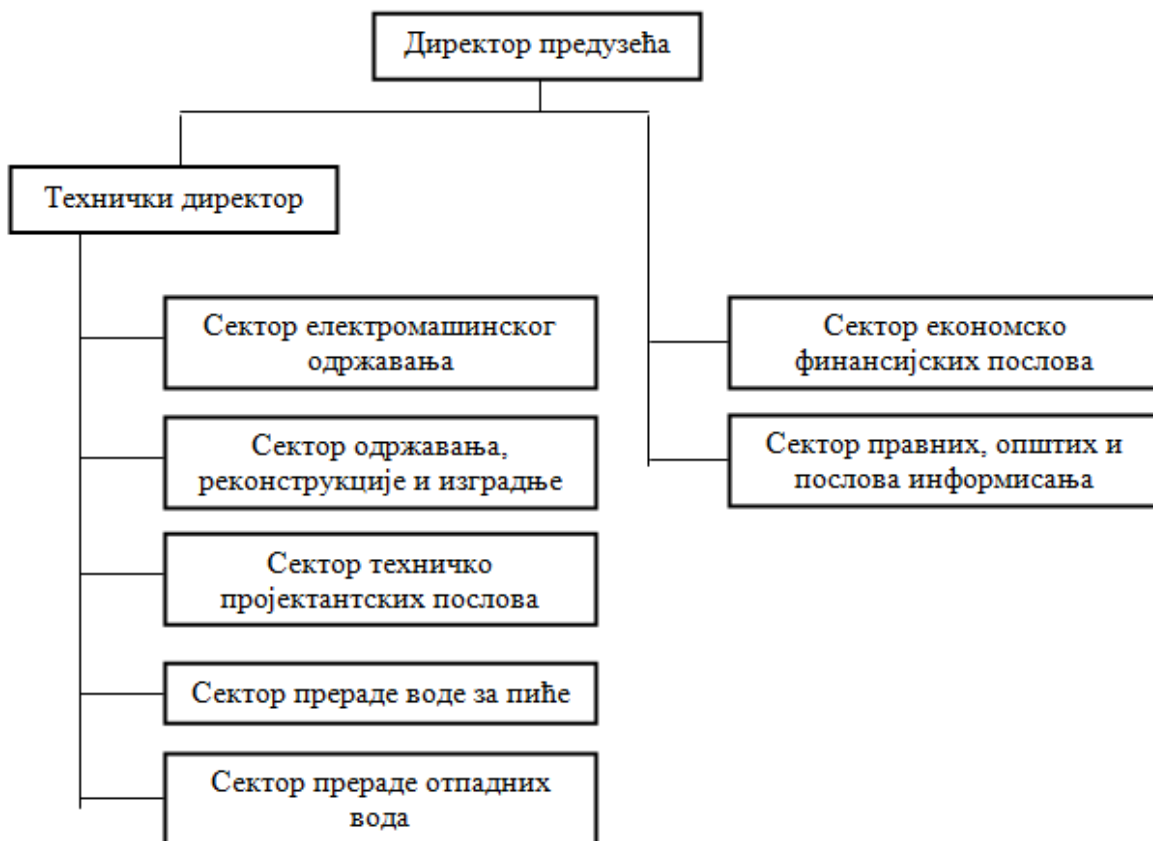 Директор предузећа
Технички директор
Сектор електромашинског
одржавања
Сектор одржавања,
реконструкције и изградње
Сектор техничко
пројектантских послова
Сектор прераде воде за пиће
Сектор прераде отпадних
вода
Сектор економско
финансијских послова
Сектор правних, општих и
послова информисања